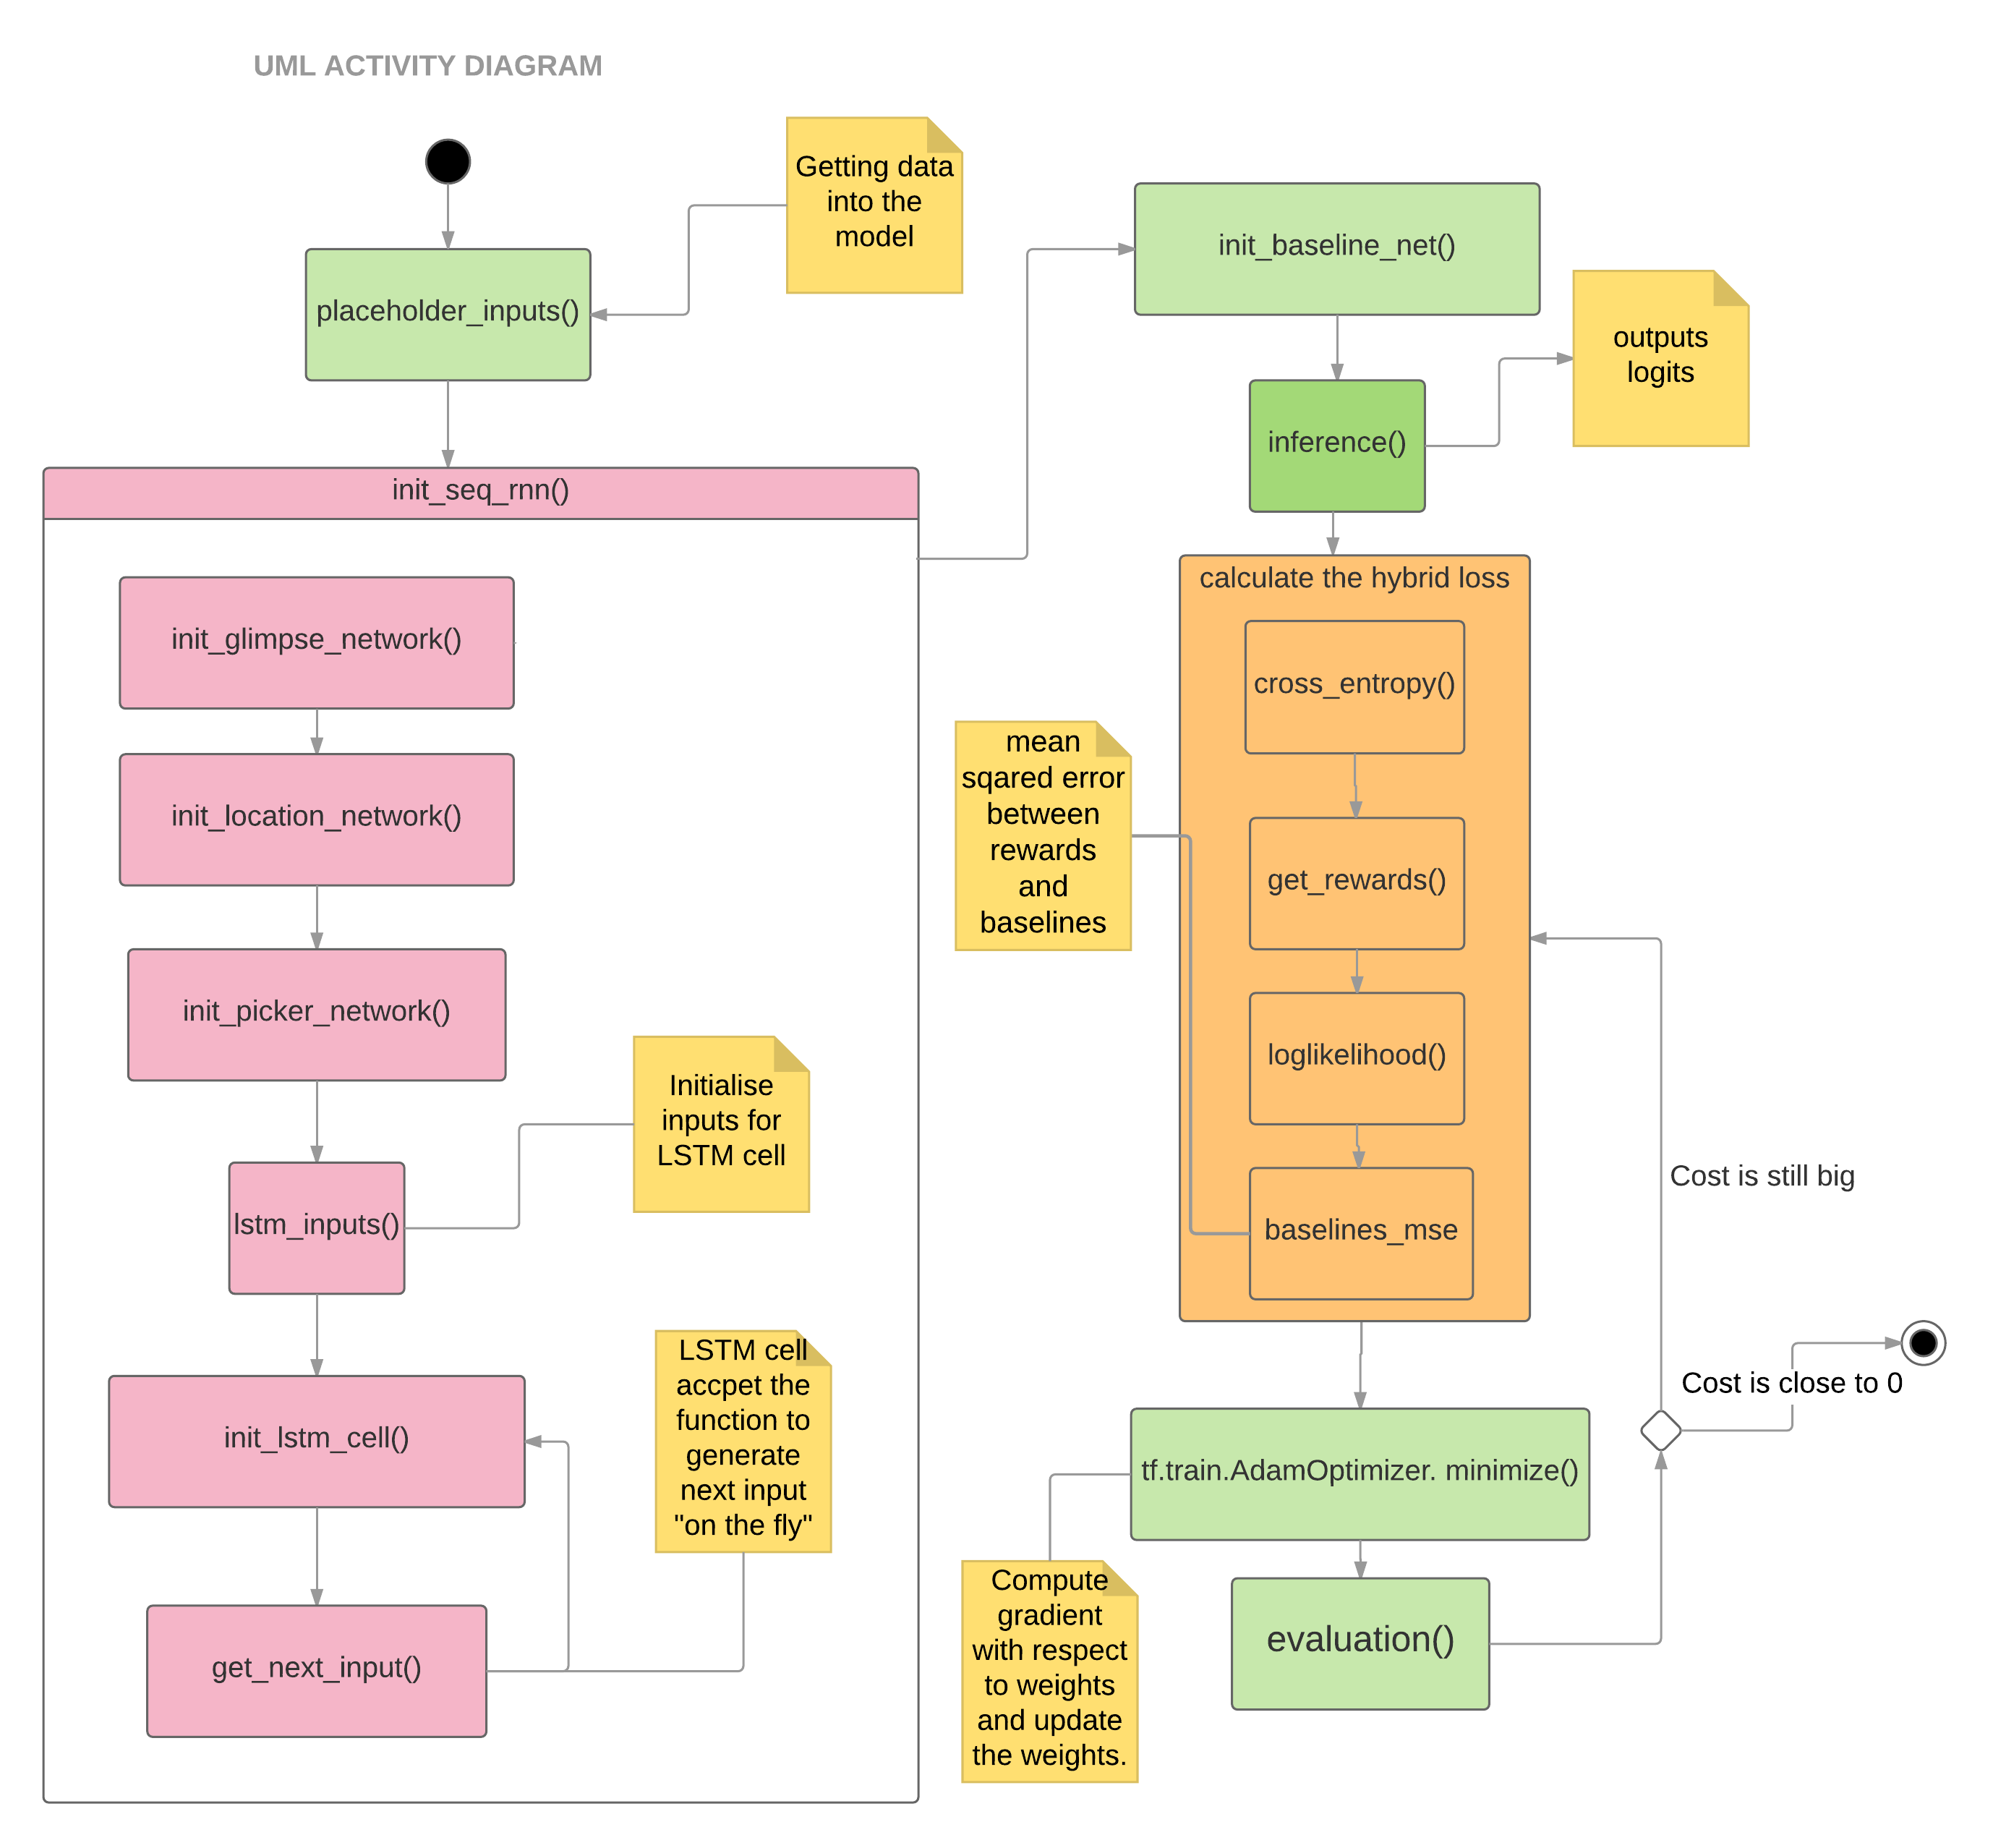 UML ACTIVITY DIAGRAM
Getting data
into the
model
placeholder_inputs()
init_seq_rnn()
init_glimpse_network()
init_location_network()
init_picker_network()
Initialise
inputs for
LSTM cell
lstm_inputs()
LSTM cell
accpet the
function to
generate
next input
"on the fly"
init_lstm_cell()
get_next_input()
init_baseline_net()
outputs
logits
inference()
calculate the hybrid loss
cross_entropy()
mean
sqared error
between
rewards
and
baselines
get_rewards()
loglikelihood()
baselines_mse
Cost is still big
Cost is close to 0
tf.train.AdamOptimizer. minimize()
Compute
gradient
with respect
to weights
and update
the weights.
evaluation()